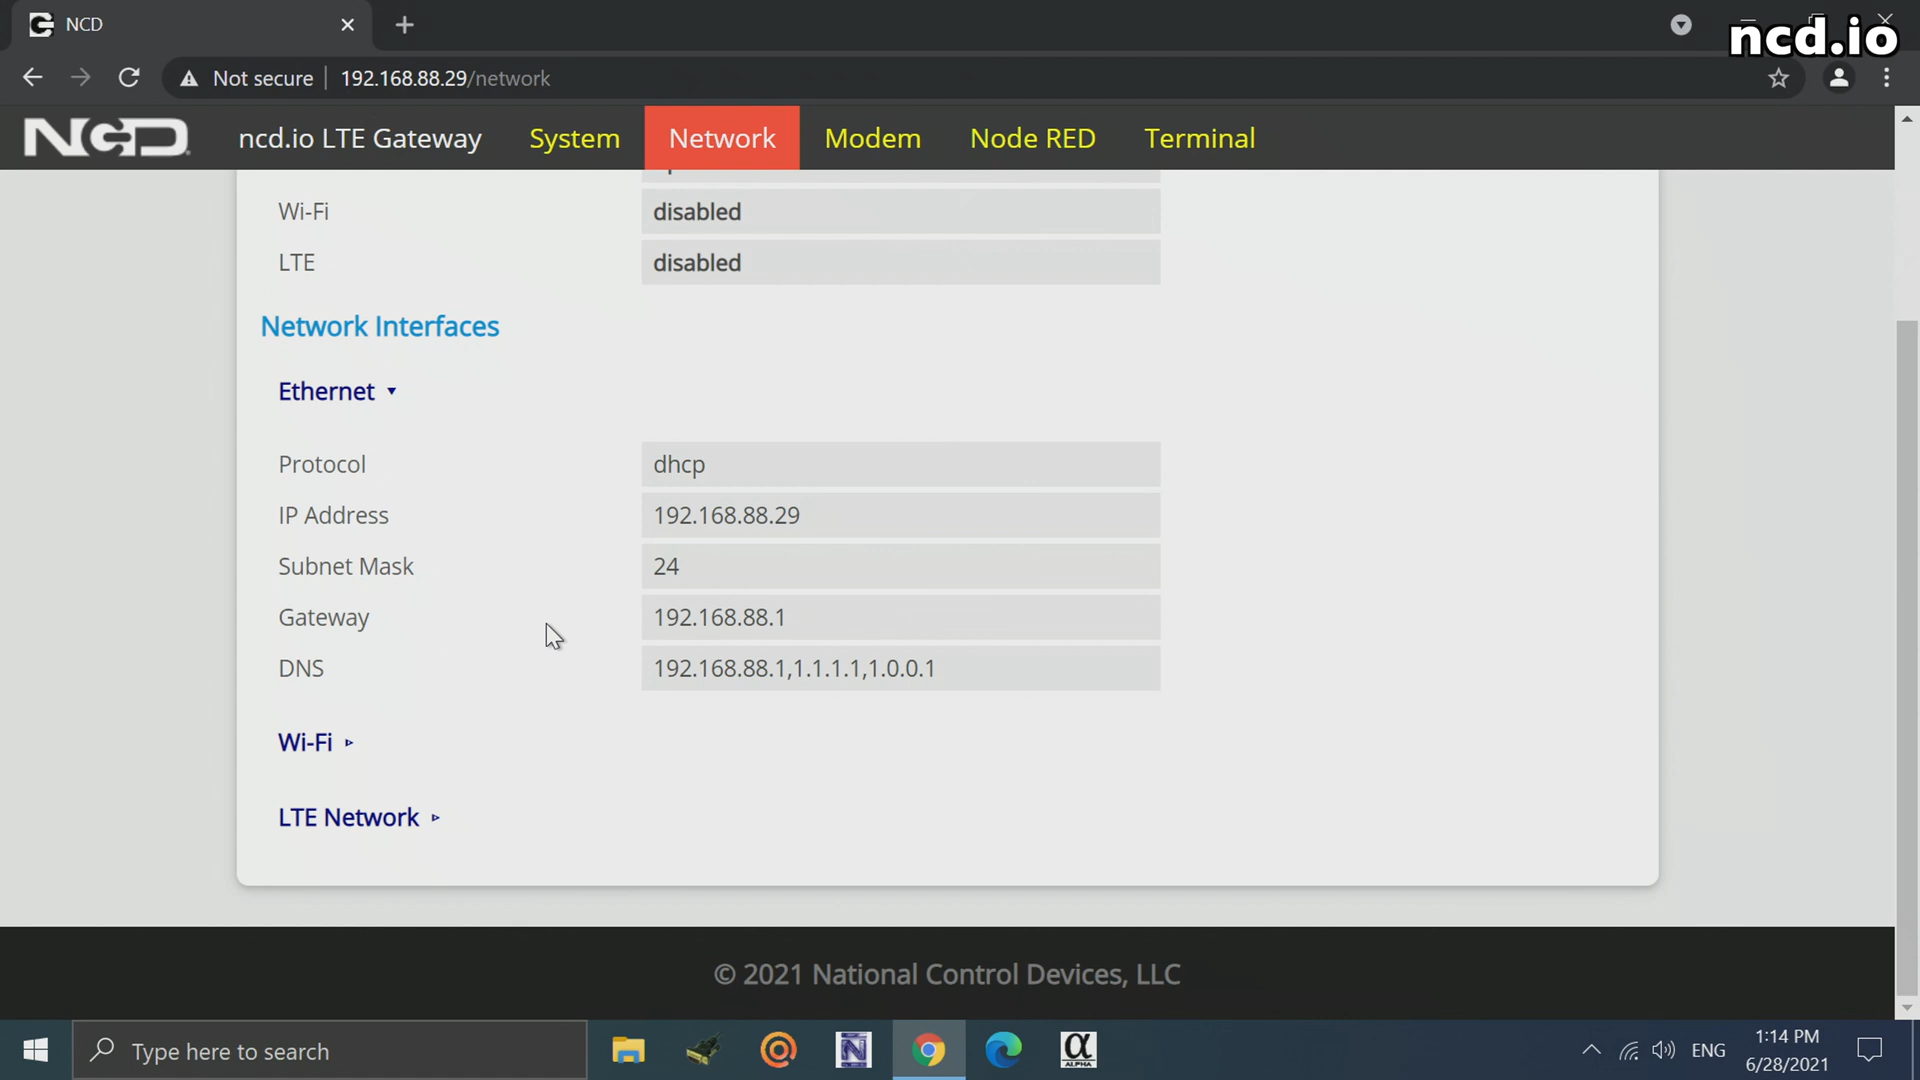 NCD
ncd.io
Not secure 192.168.88.29/network
NCD ncd.io LTE Gateway System Network Modem Node RED Terminal
Wi-Fi disabled
LTE disabled
Network Interfaces
Ethernet
Protocol dhcp
IP Address 192.168.88.29
Subnet Mask 24
Gateway 192.168.88.1
DNS 192.168.88.1,1.1.1.1,1.0.0.1
Wi-Fi
LTE Network
© 2021 National Control Devices, LLC
Type here to search
N
α
ALPHA
ENG
1:14 PM
6/28/2021